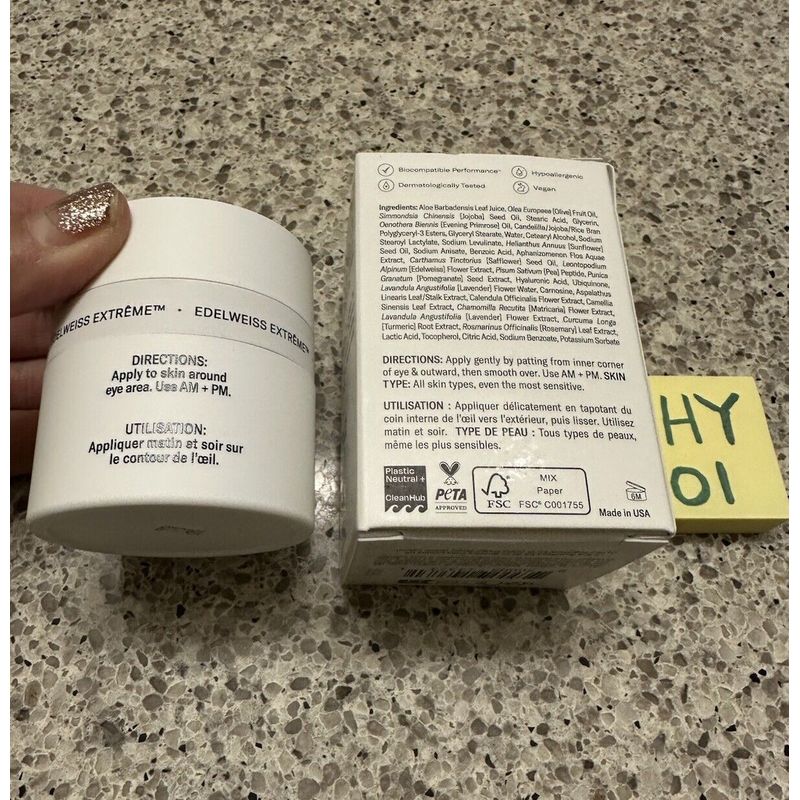 EDELWEISS EXTRÊME™ • EDELWEISS EXTRÊME™
DIRECTIONS:
Apply to skin around
eye area. Use AM + PM.
UTILISATION:
Appliquer matin et soir sur
le contour de l'œil.
Biocompatible Performance™
Hypoallergenic
Dermatologically Tested
Vegan
Ingredients: Aloe Barbadensis Leaf Juice, Olea Europaea (Olive) Fruit Oil,
Simmondsia Chinensis [Jojoba] Seed Oil, Stearic Acid, Glycerin,
Oenothera Biennis [Evening Primrose] Oil, Candelilla/Jojoba/Rice Bran
Polyglyceryl-3 Esters, Glyceryl Stearate, Water, Cetearyl Alcohol, Sodium
Stearoyl Lactylate, Sodium Levulinate, Helianthus Annuus [Sunflower]
Seed Oil, Sodium Anisate, Benzoic Acid, Aphanizomenon Flos Aquae
Extract, Carthamus Tinctorius [Safflower] Seed Oil, Leontopodium
Alpinum [Edelweiss] Flower Extract, Pisum Sativum (Pea) Peptide, Punica
Granatum [Pomegranate] Seed Extract, Hyaluronic Acid, Ubiquinone,
Lavandula Angustifolia [Lavender] Flower Water, Carnosine, Aspalathus
Linearis Leaf/Stalk Extract, Calendula Officinalis Flower Extract, Camellia
Sinensis Leaf Extract, Chamomilla Recutita [Matricaria] Flower Extract,
Lavandula Angustifolia [Lavender] Flower Extract, Curcuma Longa
[Turmeric] Root Extract, Rosmarinus Officinalis [Rosemary] Leaf Extract,
Lactic Acid, Tocopherol, Citric Acid, Sodium Benzoate, Potassium Sorbate
DIRECTIONS: Apply gently by patting from inner corner
of eye & outward, then smooth over. Use AM + PM. SKIN
TYPE: All skin types, even the most sensitive.
UTILISATION : Appliquer délicatement en tapotant du
coin interne de l'œil vers l'extérieur, puis lisser. Utilisez
matin et soir. TYPE DE PEAU : Tous types de peaux,
même les plus sensibles.
Plastic
Neutral +
CleanHub
PETA
APPROVED
FSC
MIX
Paper
FSC® C001755
6M
Made in USA
HY
01